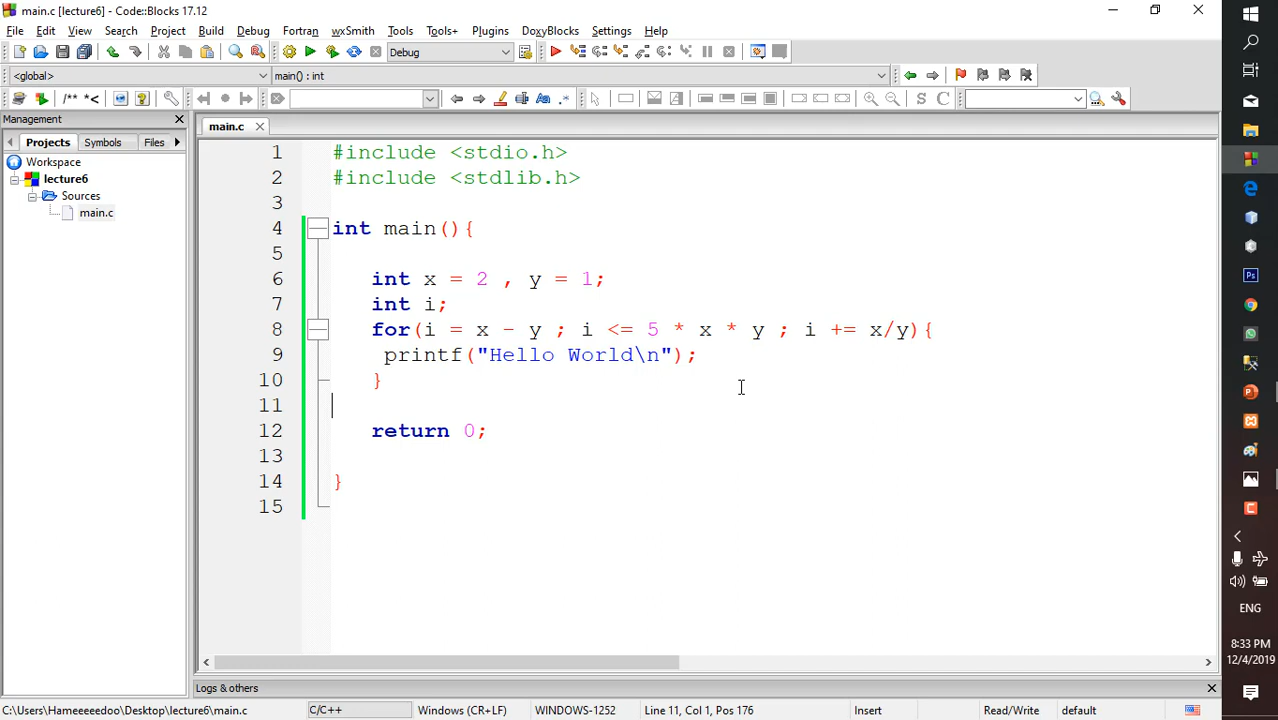 main.c [lecture6] - Code::Blocks 17.12
File Edit View Search Project Build Debug Fortran wxSmith Tools Tools+ Plugins DoxyBlocks Settings Help
Debug
<global> main() : int
/** *<
S C
Management
main.c
Projects Symbols Files
Workspace
lecture6
Sources
main.c
1 #include <stdio.h>
2 #include <stdlib.h>
3
4 int main(){
5
6 int x = 2 , y = 1;
7 int i;
8 for(i = x - y ; i <= 5 * x * y ; i += x/y){
9 printf("Hello World\n");
10 }
11
12 return 0;
13
14 }
15
Logs & others
C:\Users\Hameeeeedoo\Desktop\lecture6\main.c C/C++ Windows (CR+LF) WINDOWS-1252 Line 11, Col 1, Pos 176 Insert Read/Write default
ENG
8:33 PM
12/4/2019